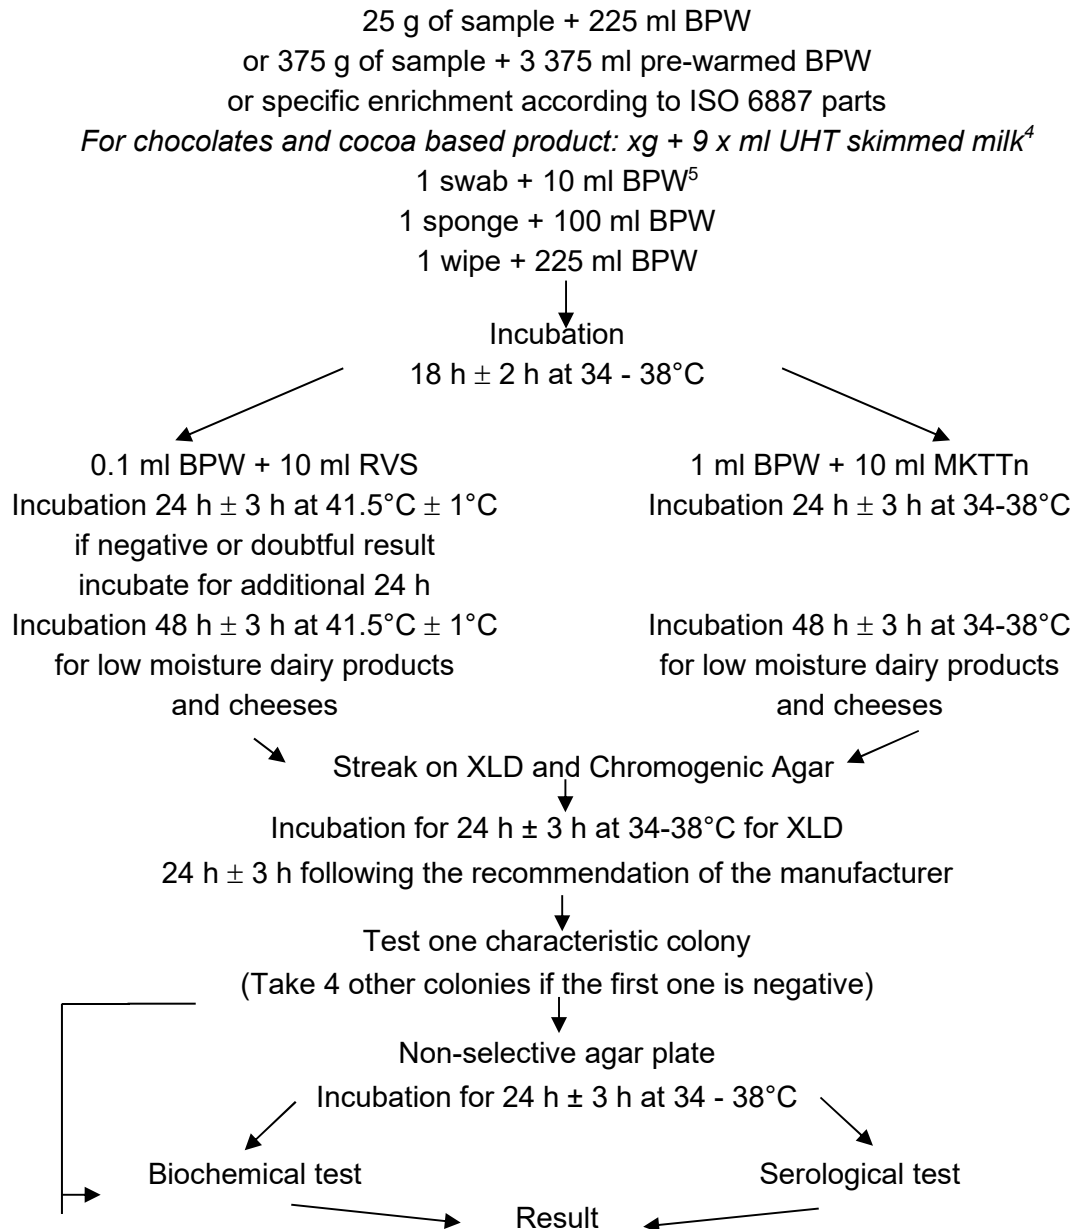 25 g of sample + 225 ml BPW
or 375 g of sample + 3 375 ml pre-warmed BPW
or specific enrichment according to ISO 6887 parts
For chocolates and cocoa based product: xg + 9 x ml UHT skimmed milk⁴
1 swab + 10 ml BPW⁵
1 sponge + 100 ml BPW
1 wipe + 225 ml BPW
Incubation
18 h ± 2 h at 34 - 38°C
0.1 ml BPW + 10 ml RVS
Incubation 24 h ± 3 h at 41.5°C ± 1°C
if negative or doubtful result
incubate for additional 24 h
Incubation 48 h ± 3 h at 41.5°C ± 1°C
for low moisture dairy products
and cheeses
1 ml BPW + 10 ml MKTTn
Incubation 24 h ± 3 h at 34-38°C
Incubation 48 h ± 3 h at 34-38°C
for low moisture dairy products
and cheeses
Streak on XLD and Chromogenic Agar
Incubation for 24 h ± 3 h at 34-38°C for XLD
24 h ± 3 h following the recommendation of the manufacturer
Test one characteristic colony
(Take 4 other colonies if the first one is negative)
Non-selective agar plate
Incubation for 24 h ± 3 h at 34 - 38°C
Biochemical test
Serological test
Result